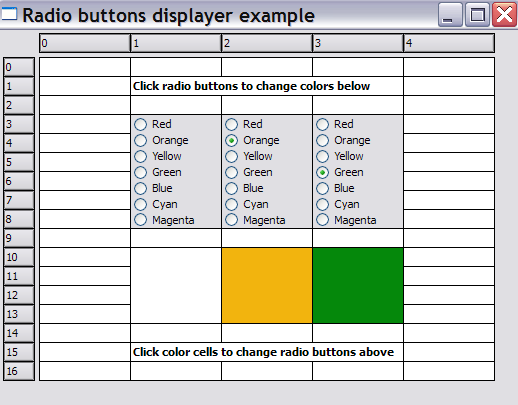 Radio buttons displayer example
0 1 2 3 4
0
1 Click radio buttons to change colors below
2
3 Red Red Red
4 Orange Orange Orange
5 Yellow Yellow Yellow
6 Green Green Green
7 Blue Blue Blue
Cyan Cyan Cyan
8 Magenta Magenta Magenta
9
10
11
12
13
14
15 Click color cells to change radio buttons above
16